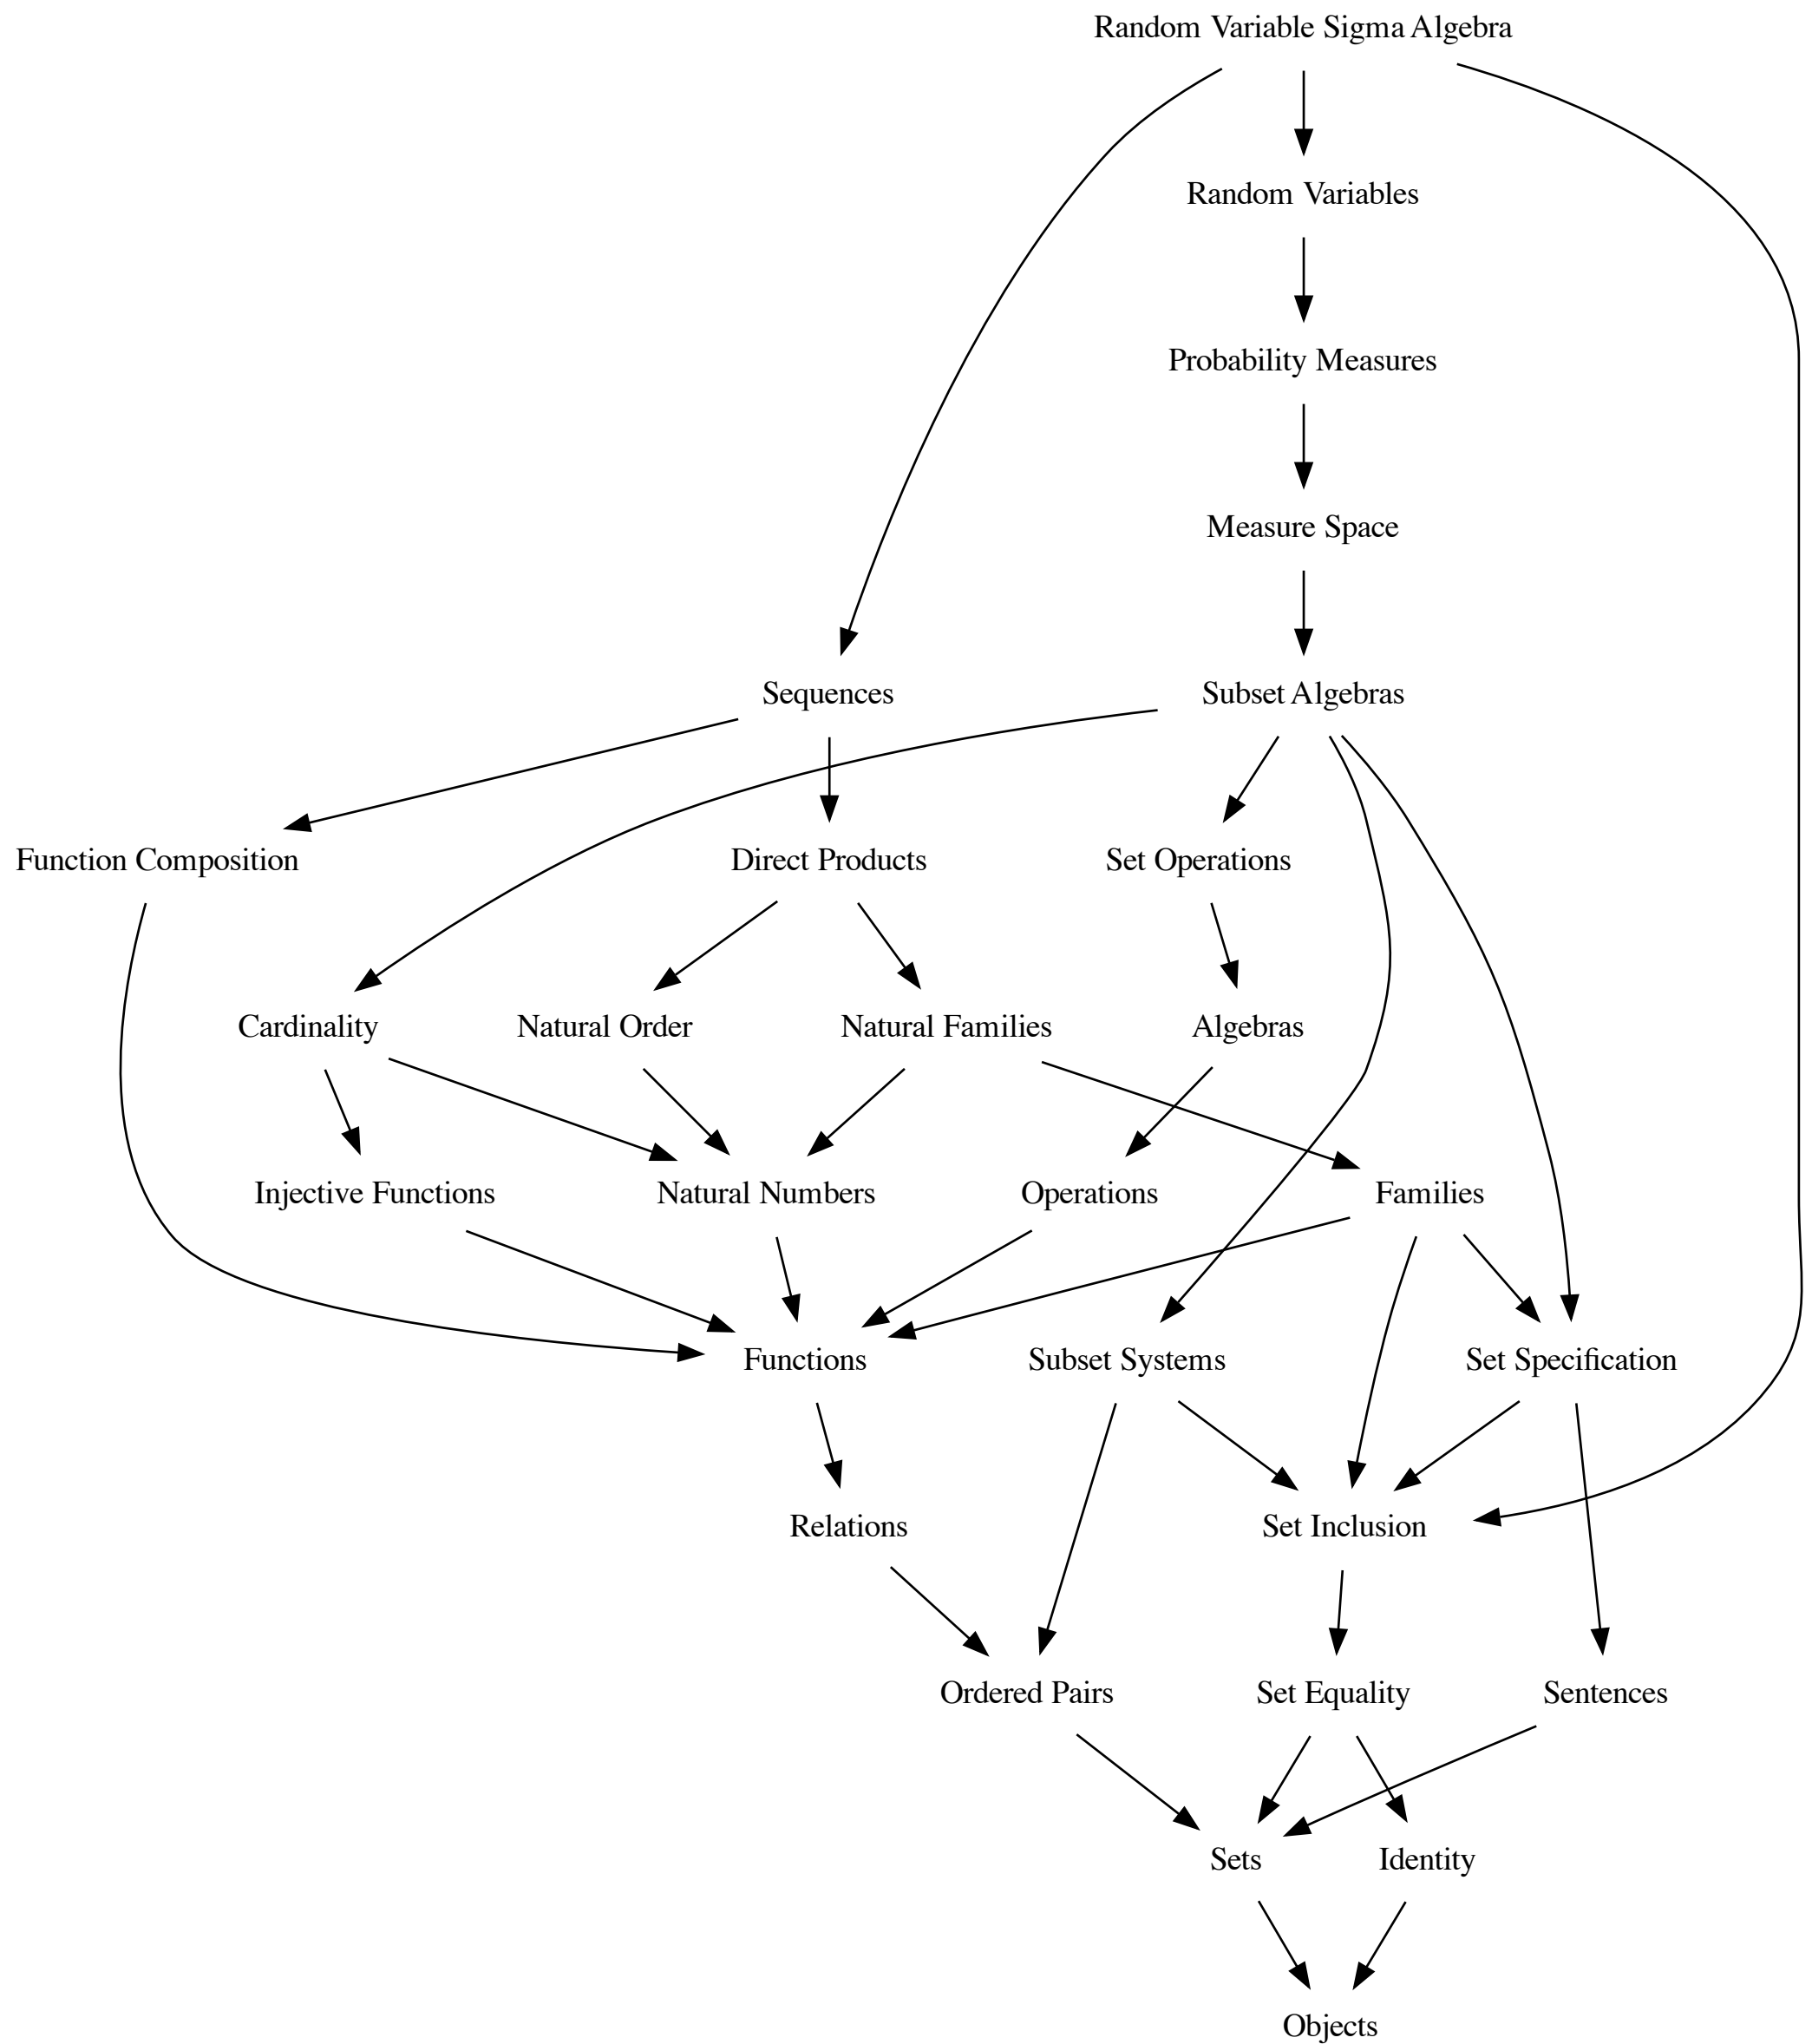 Random Variable Sigma Algebra
Random Variables
Probability Measures
Measure Space
Sequences
Subset Algebras
Function Composition
Direct Products
Set Operations
Cardinality
Natural Order
Natural Families
Algebras
Injective Functions
Natural Numbers
Operations
Families
Functions
Subset Systems
Set Specification
Relations
Set Inclusion
Ordered Pairs
Set Equality
Sentences
Sets
Identity
Objects